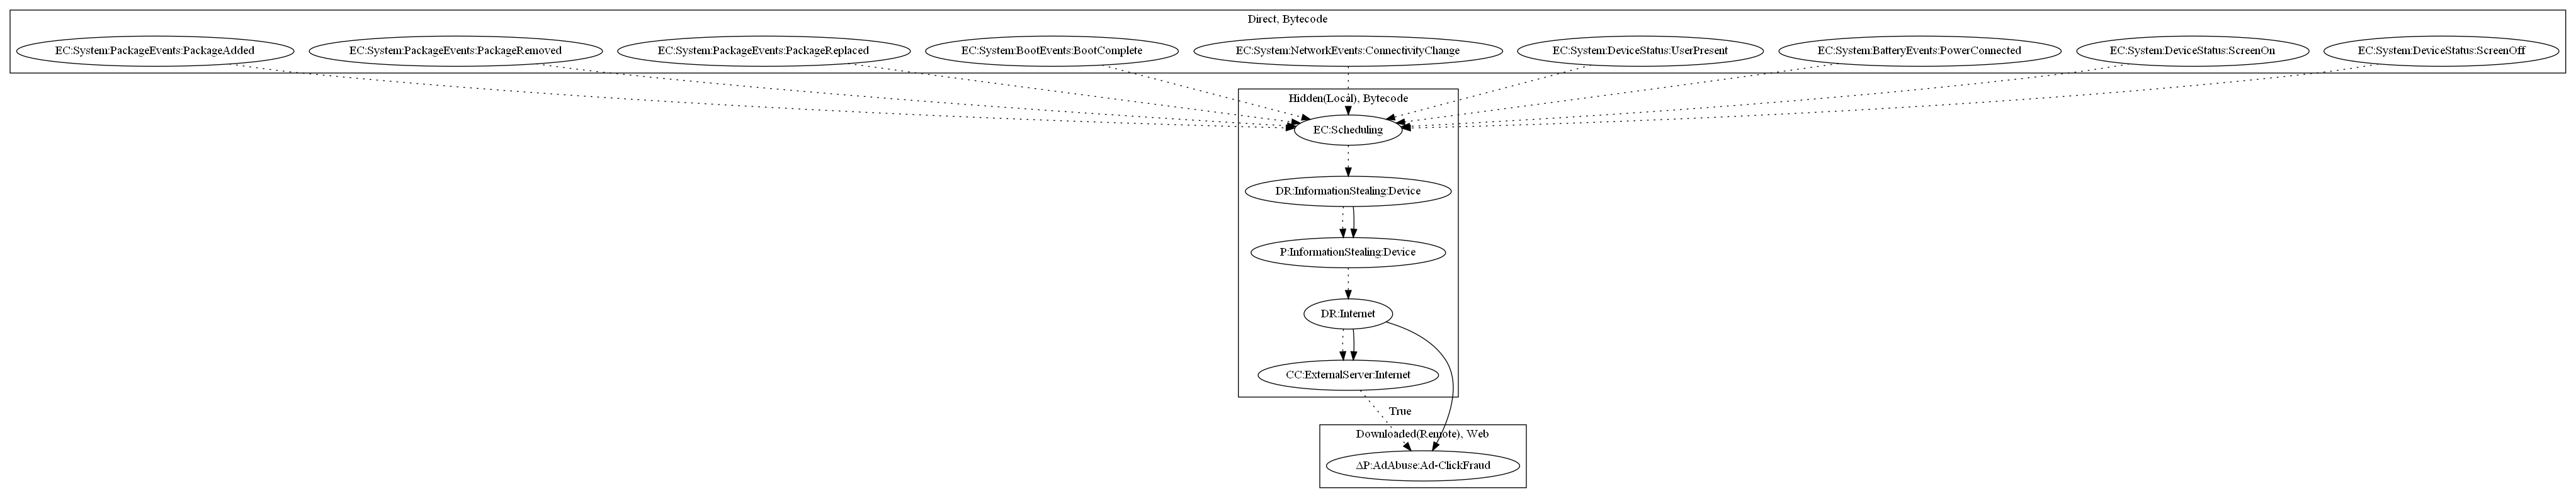 Direct, Bytecode
EC:System:PackageEvents:PackageAdded
EC:System:PackageEvents:PackageRemoved
EC:System:PackageEvents:PackageReplaced
EC:System:BootEvents:BootComplete
EC:System:NetworkEvents:ConnectivityChange
EC:System:DeviceStatus:UserPresent
EC:System:BatteryEvents:PowerConnected
EC:System:DeviceStatus:ScreenOn
EC:System:DeviceStatus:ScreenOff
Hidden(Local), Bytecode
EC:Scheduling
DR:InformationStealing:Device
P:InformationStealing:Device
DR:Internet
CC:ExternalServer:Internet
True
Downloaded(Remote), Web
ΔP:AdAbuse:Ad-ClickFraud